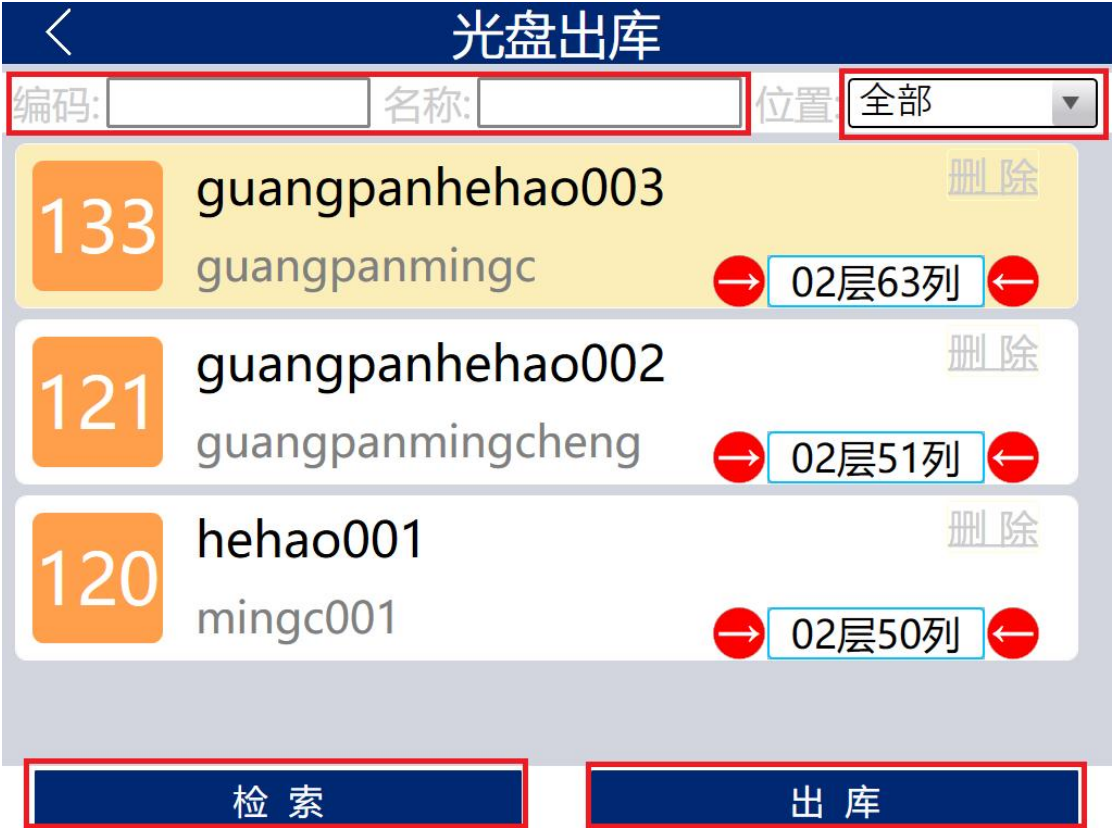 光盘出库
编码: 名称: 位置: 全部
133 guangpanhehao003 删 除
guangpanmingc 02层63列
121 guangpanhehao002 删 除
guangpanmingcheng 02层51列
120 hehao001 删 除
mingc001 02层50列
检 索 出 库